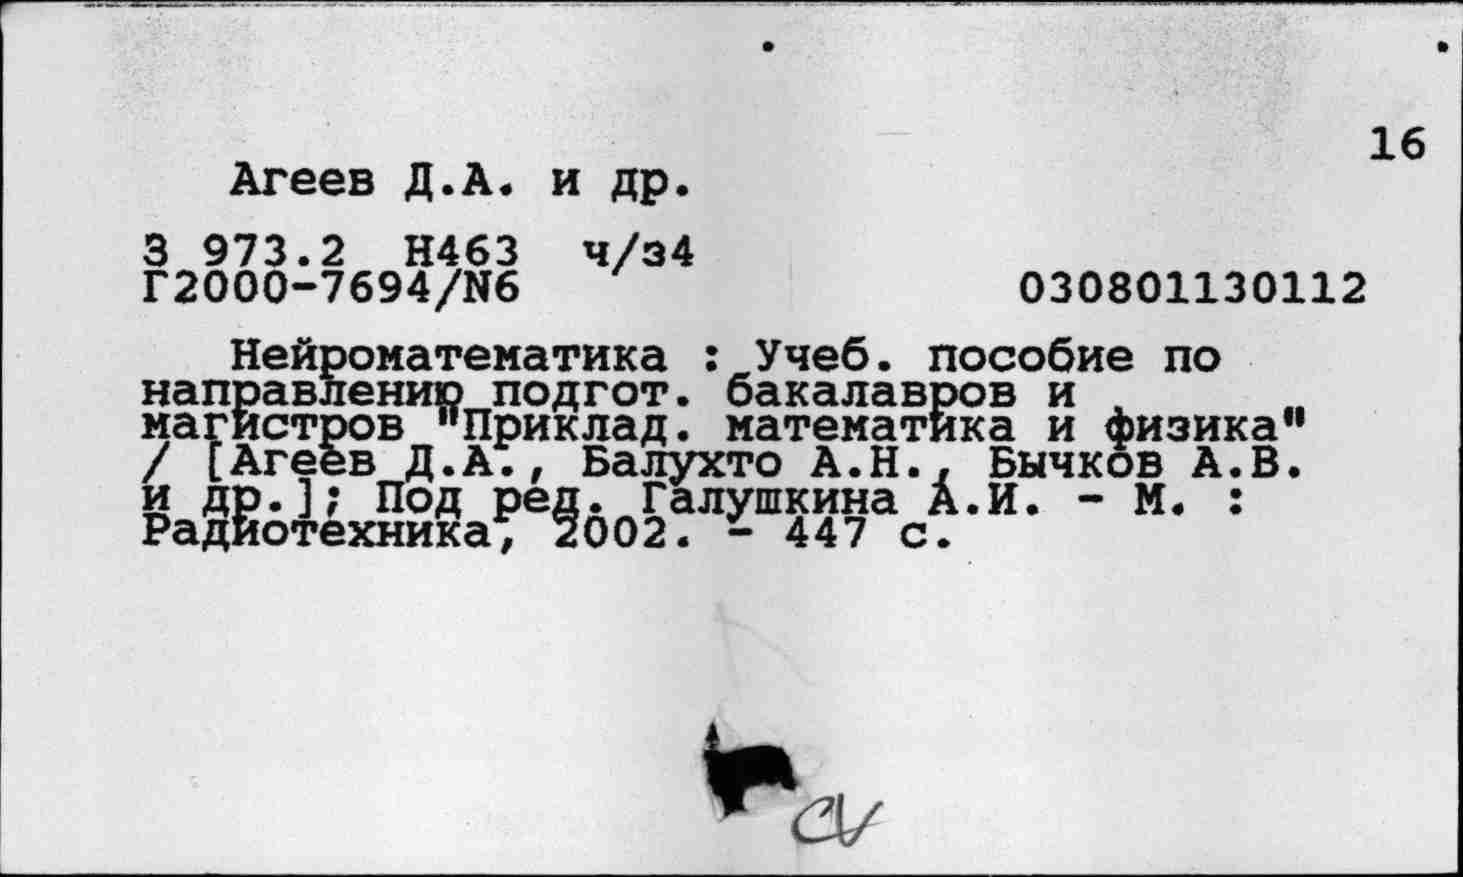 16
Агеев Д.А. и др.
З 973.2 Н463 ч/з4
Г2000-7694/N6 030801130112
Нейроматематика : Учеб. пособие по
направлению подгот. бакалавров и
магистров "Приклад. математика и физика"
/ [Агеев Д.А., Балухто А.Н., Бычков А.В.
и др.]; Под ред. Галушкина А.И. - М. :
Радиотехника, 2002. - 447 с.